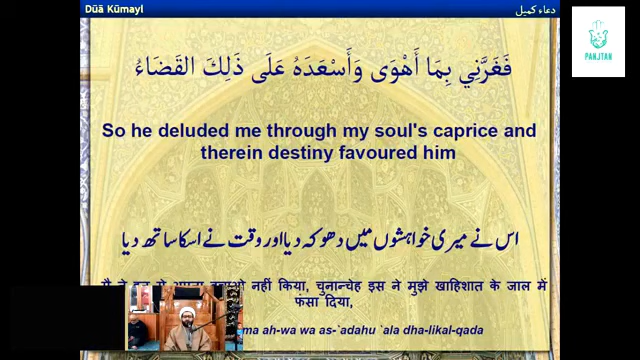 Dūā Kūmayl
دعاء كميل
PANJTAN
فَغَرَّنِي بِمَا أَهْوَى وَأَسْعَدَهُ عَلَى ذَلِكَ القَضَاءُ
So he deluded me through my soul's caprice and
therein destiny favoured him
اس نے میری خواہشوں میں دھوکہ دیا اور وقت نے اسکا ساتھ دیا
नहीं किया, चुनान्चेह इस ने मुझे खाहिशात के जाल में
फंसा दिया,
ma ah-wa wa as-`adahu `ala dha-likal-qada